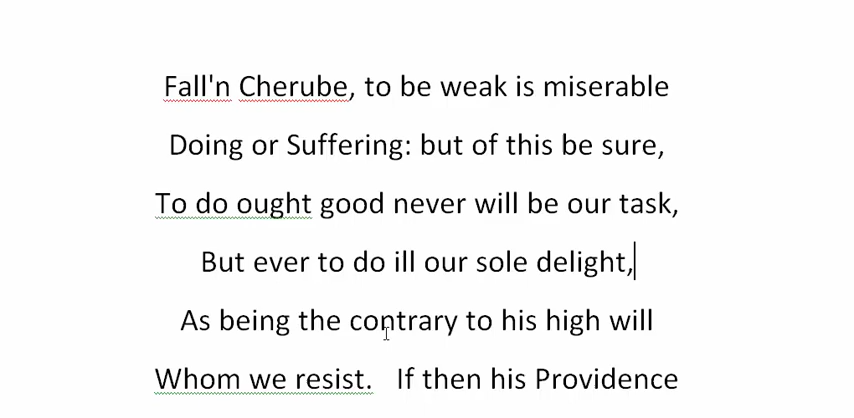 Fall'n Cherube, to be weak is miserable
Doing or Suffering: but of this be sure,
To do ought good never will be our task,
But ever to do ill our sole delight,
As being the contrary to his high will
Whom we resist.   If then his Providence